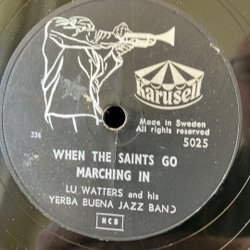 Karusell
Made in Sweden
All rights reserved
336
5025
WHEN THE SAINTS GO
MARCHING IN
LU WATTERS and his
YERBA BUENA JAZZ BAND
NCB